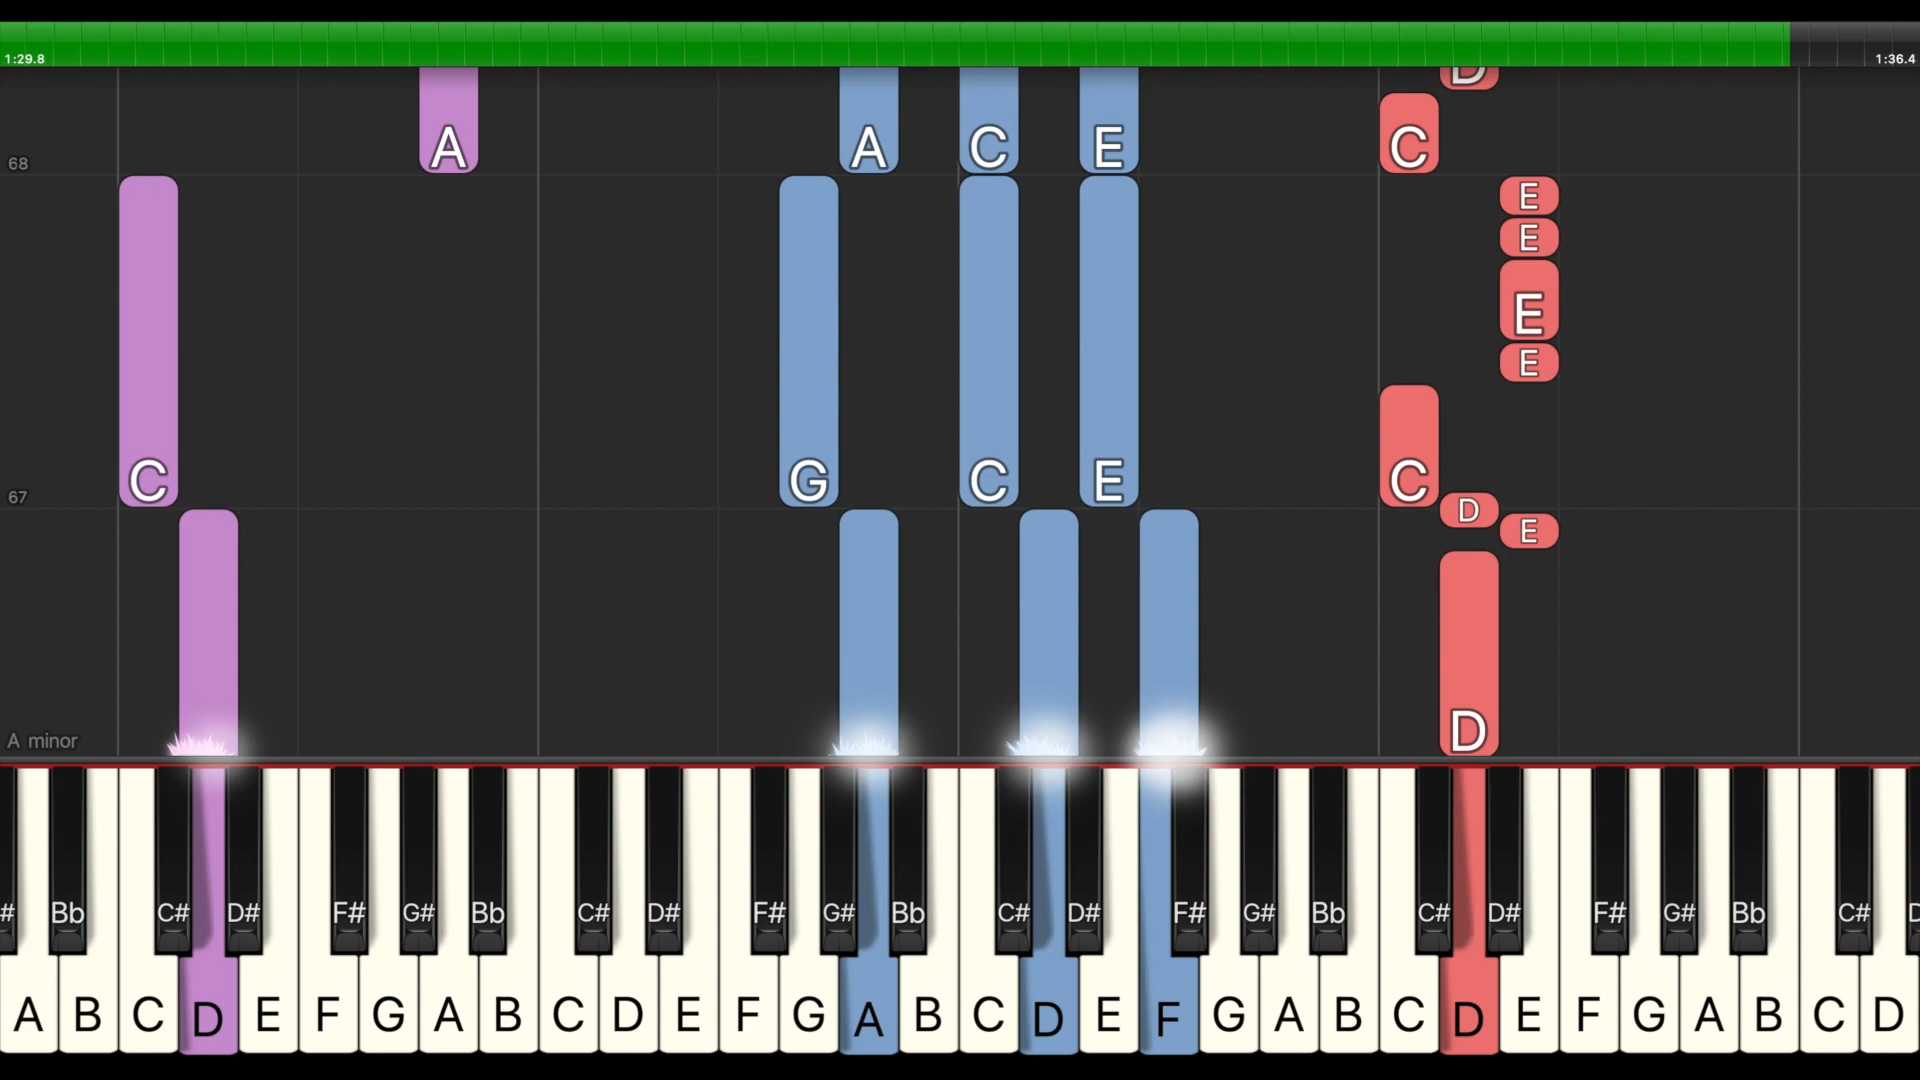 1:29.8 1:36.4
D
A A C E C
68
E
E
E
E
C G C E C
67
D
E
A minor D
# Bb C# D# F# G# Bb C# D# F# G# Bb C# D# F# G# Bb C# D# F# G# Bb C# D
A B C D E F G A B C D E F G A B C D E F G A B C D E F G A B C D